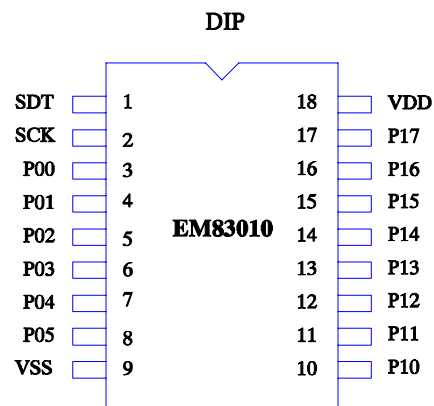 DIP
SDT 1 18 VDD
SCK 2 17 P17
P00 3 16 P16
P01 4 15 P15
P02 5 EM83010 14 P14
P03 6 13 P13
P04 7 12 P12
P05 8 11 P11
VSS 9 10 P10